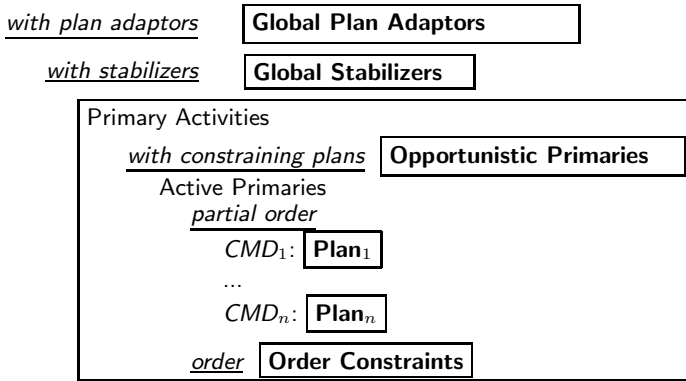 with plan adaptors Global Plan Adaptors
with stabilizers Global Stabilizers
Primary Activities
with constraining plans Opportunistic Primaries
Active Primaries
partial order
CMD₁: Plan₁
...
CMDₙ: Planₙ
order Order Constraints